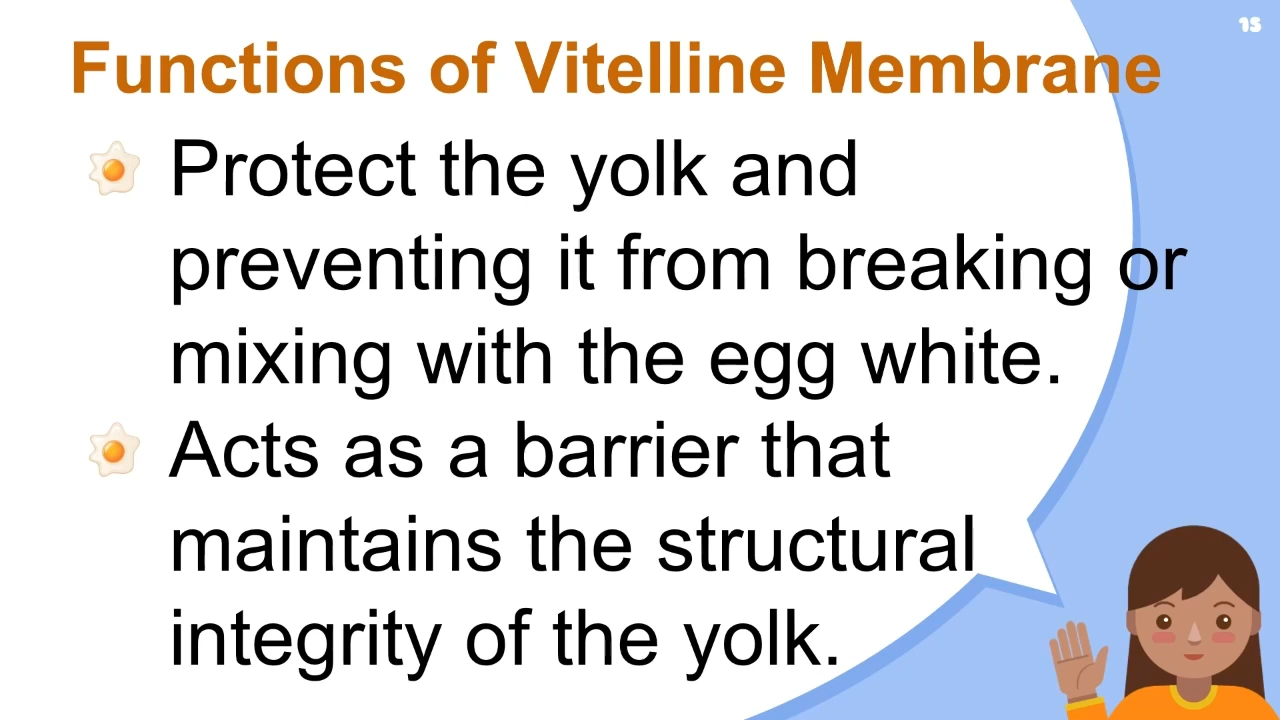 15
Functions of Vitelline Membrane
Protect the yolk and
preventing it from breaking or
mixing with the egg white.
Acts as a barrier that
maintains the structural
integrity of the yolk.